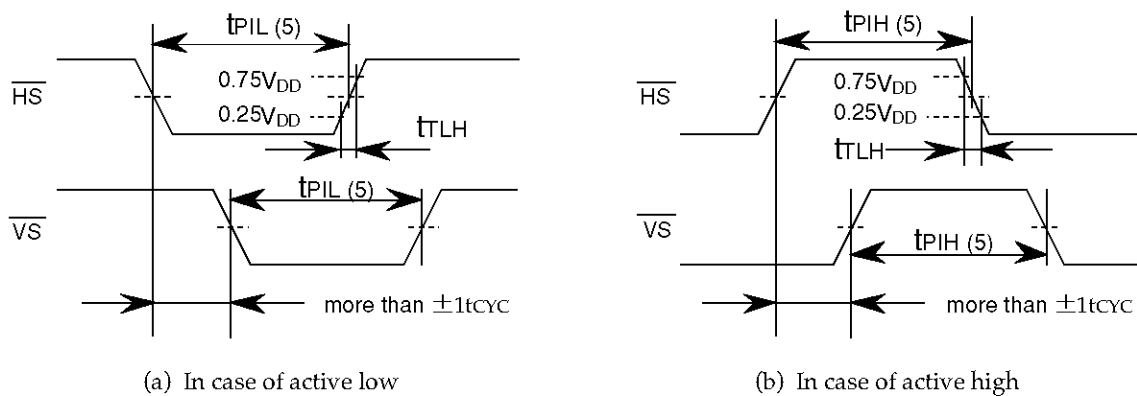 tPIL (5)
HS
0.75VDD
0.25VDD
tTLH
tPIL (5)
VS
more than ±1tCYC
(a) In case of active low
tPIH (5)
HS
0.75VDD
0.25VDD
tTLH
VS
tPIH (5)
more than ±1tCYC
(b) In case of active high